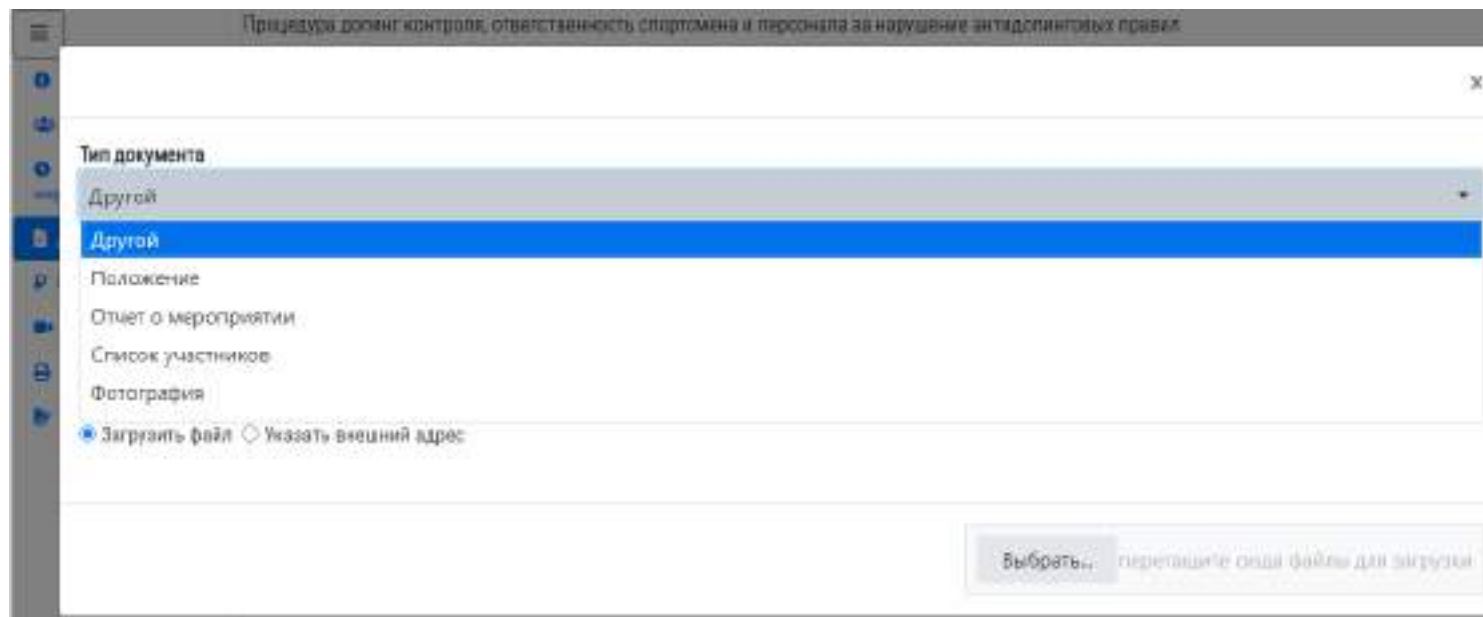 Процедура допинг контроля, ответственность спортсмена и персонала за нарушение антидопинговых правил
x
Тип документа
Другой
Другой
Положение
Отчет о мероприятии
Список участников
Фотография
Загрузить файл Указать внешний адрес
Выбрать... перетащите сюда файлы для загрузки